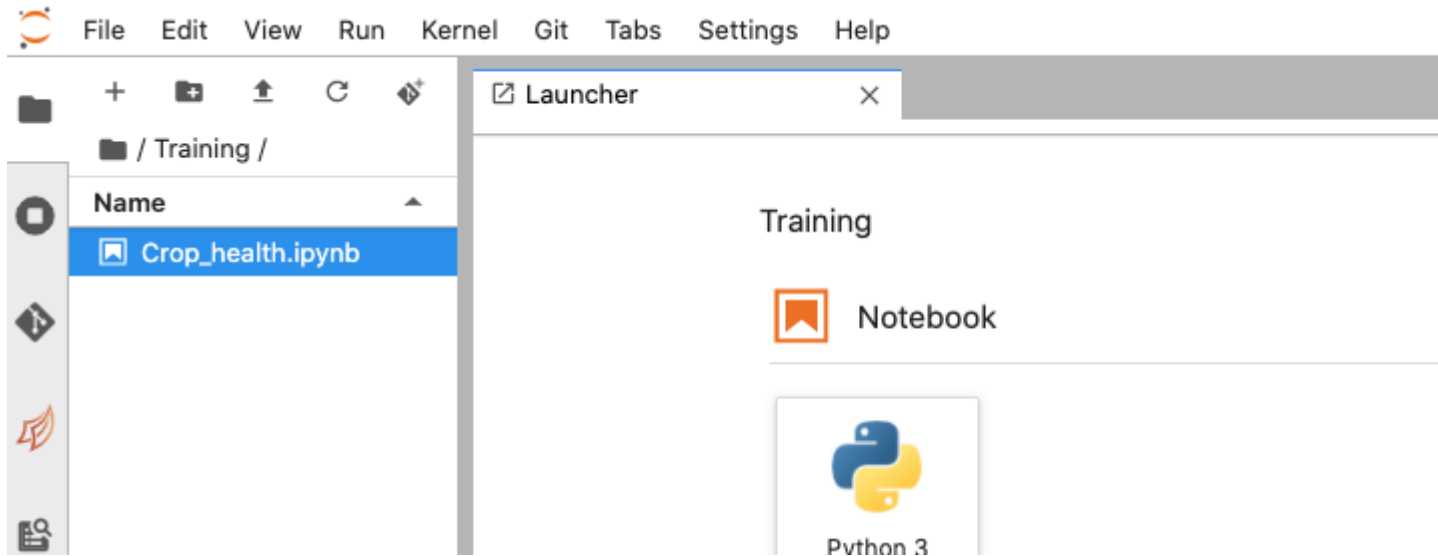 File Edit View Run Kernel Git Tabs Settings Help
Launcher
/ Training /
Name
Crop_health.ipynb
Training
Notebook
Python 3